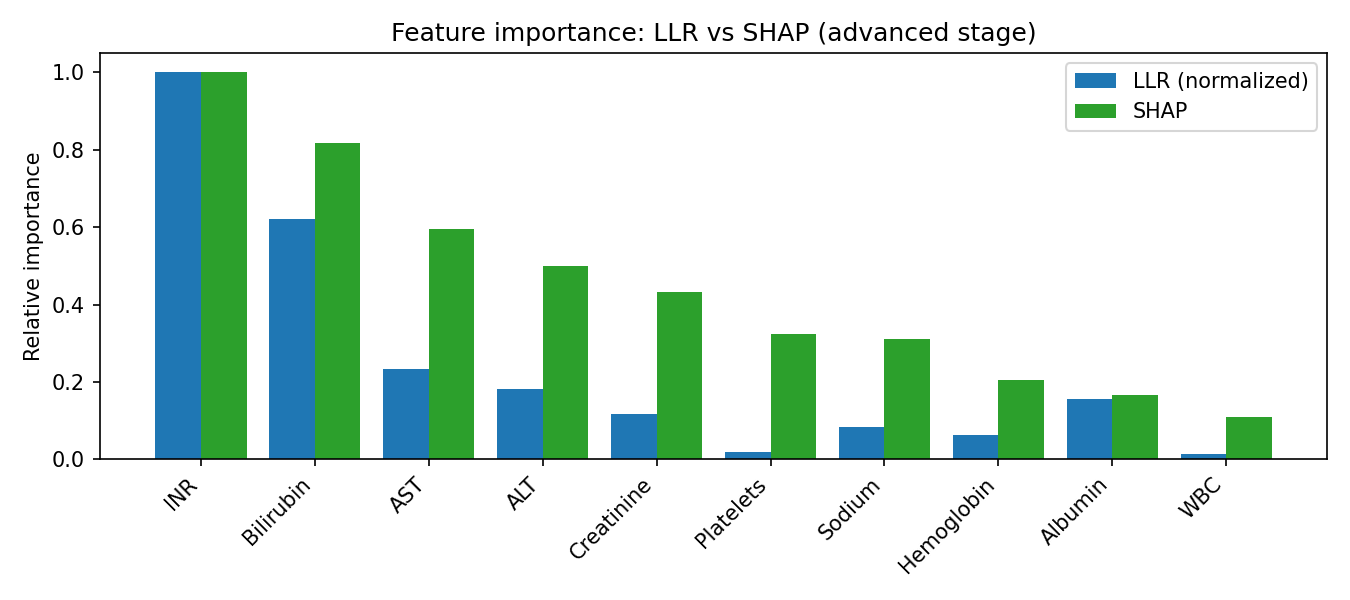 Feature importance: LLR vs SHAP (advanced stage)
LLR (normalized)
SHAP
Relative importance
1.0
0.8
0.6
0.4
0.2
0.0
INR
Bilirubin
AST
ALT
Creatinine
Platelets
Sodium
Hemoglobin
Albumin
WBC